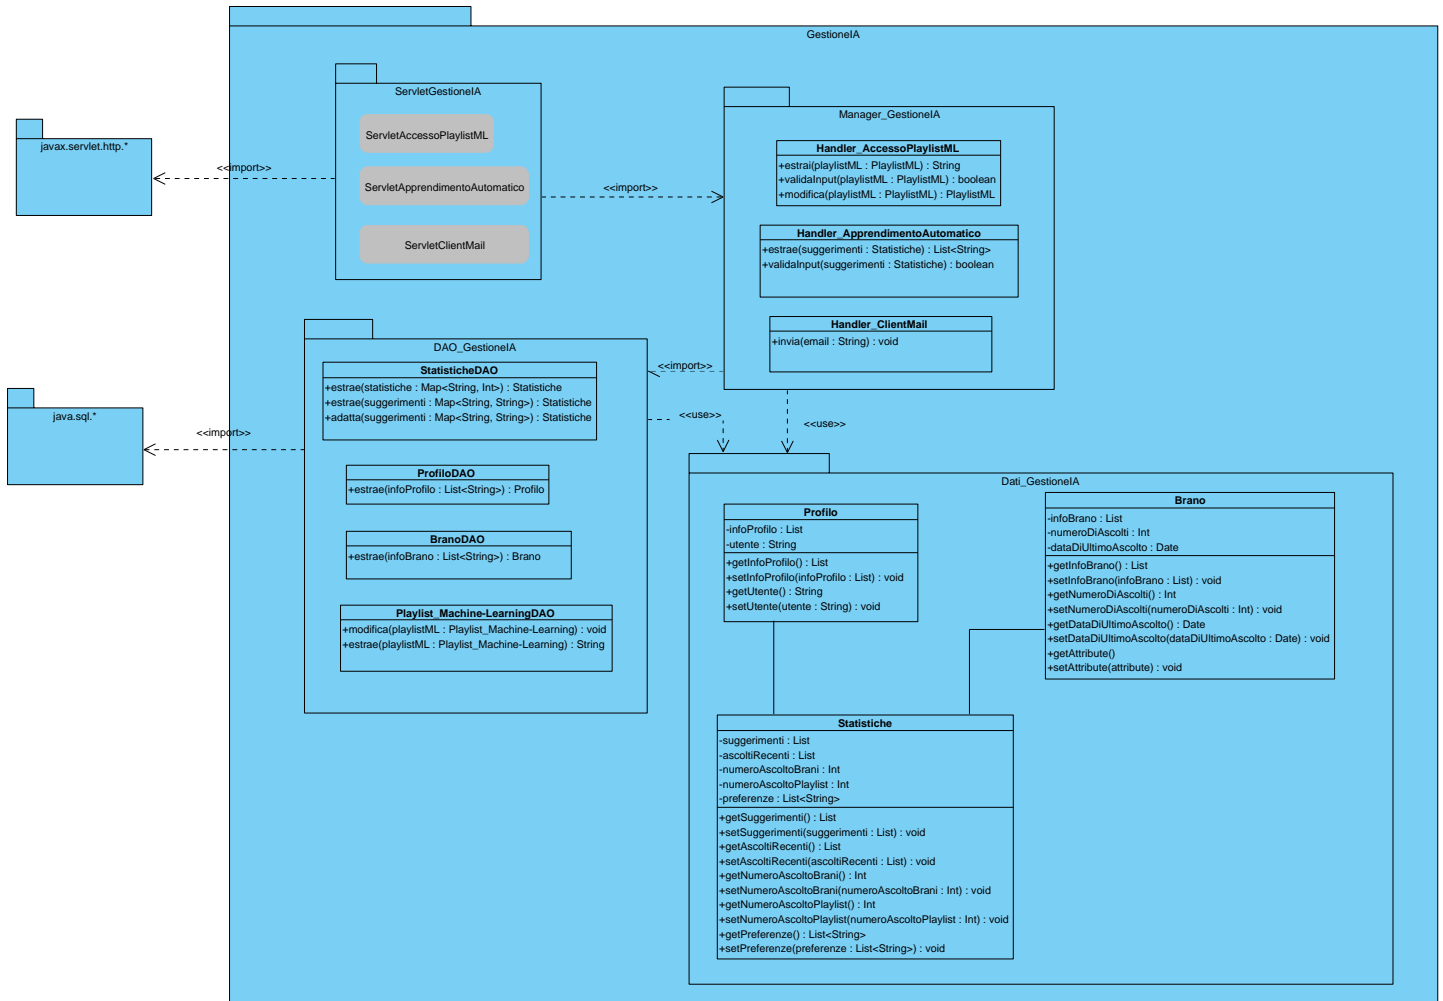 GestioneIA
ServletGestioneIA
ServletAccessoPlaylistML
ServletApprendimentoAutomatico
ServletClientMail
javax.servlet.http.*
<<import>>
<<import>>
Manager_GestioneIA
Handler_AccessoPlaylistML
+estrai(playlistML : PlaylistML) : String
+validaInput(playlistML : PlaylistML) : boolean
+modifica(playlistML : PlaylistML) : PlaylistML
Handler_ApprendimentoAutomatico
+estrae(suggerimenti : Statistiche) : List<String>
+validaInput(suggerimenti : Statistiche) : boolean
Handler_ClientMail
+invia(email : String) : void
DAO_GestioneIA
StatisticheDAO
+estrae(statistiche : Map<String, Int>) : Statistiche
+estrae(suggerimenti : Map<String, String>) : Statistiche
+adatta(suggerimenti : Map<String, String>) : Statistiche
ProfiloDAO
+estrae(infoProfilo : List<String>) : Profilo
BranoDAO
+estrae(infoBrano : List<String>) : Brano
Playlist_Machine-LearningDAO
+modifica(playlistML : Playlist_Machine-Learning) : void
+estrae(playlistML : Playlist_Machine-Learning) : String
<<import>>
<<use>>
<<use>>
java.sql.*
<<import>>
Dati_GestioneIA
Profilo
-infoProfilo : List
-utente : String
+getInfoProfilo() : List
+setInfoProfilo(infoProfilo : List) : void
+getUtente() : String
+setUtente(utente : String) : void
Brano
-infoBrano : List
-numeroDiAscolti : Int
-dataDiUltimoAscolto : Date
+getInfoBrano() : List
+setInfoBrano(infoBrano : List) : void
+getNumeroDiAscolti() : Int
+setNumeroDiAscolti(numeroDiAscolti : Int) : void
+getDataDiUltimoAscolto() : Date
+setDataDiUltimoAscolto(dataDiUltimoAscolto : Date) : void
+getAttribute()
+setAttribute(attribute) : void
Statistiche
-suggerimenti : List
-ascoltiRecenti : List
-numeroAscoltoBrani : Int
-numeroAscoltoPlaylist : Int
-preferenze : List<String>
+getSuggerimenti() : List
+setSuggerimenti(suggerimenti : List) : void
+getAscoltiRecenti() : List
+setAscoltiRecenti(ascoltiRecenti : List) : void
+getNumeroAscoltoBrani() : Int
+setNumeroAscoltoBrani(numeroAscoltoBrani : Int) : void
+getNumeroAscoltoPlaylist() : Int
+setNumeroAscoltoPlaylist(numeroAscoltoPlaylist : Int) : void
+getPreferenze() : List<String>
+setPreferenze(preferenze : List<String>) : void